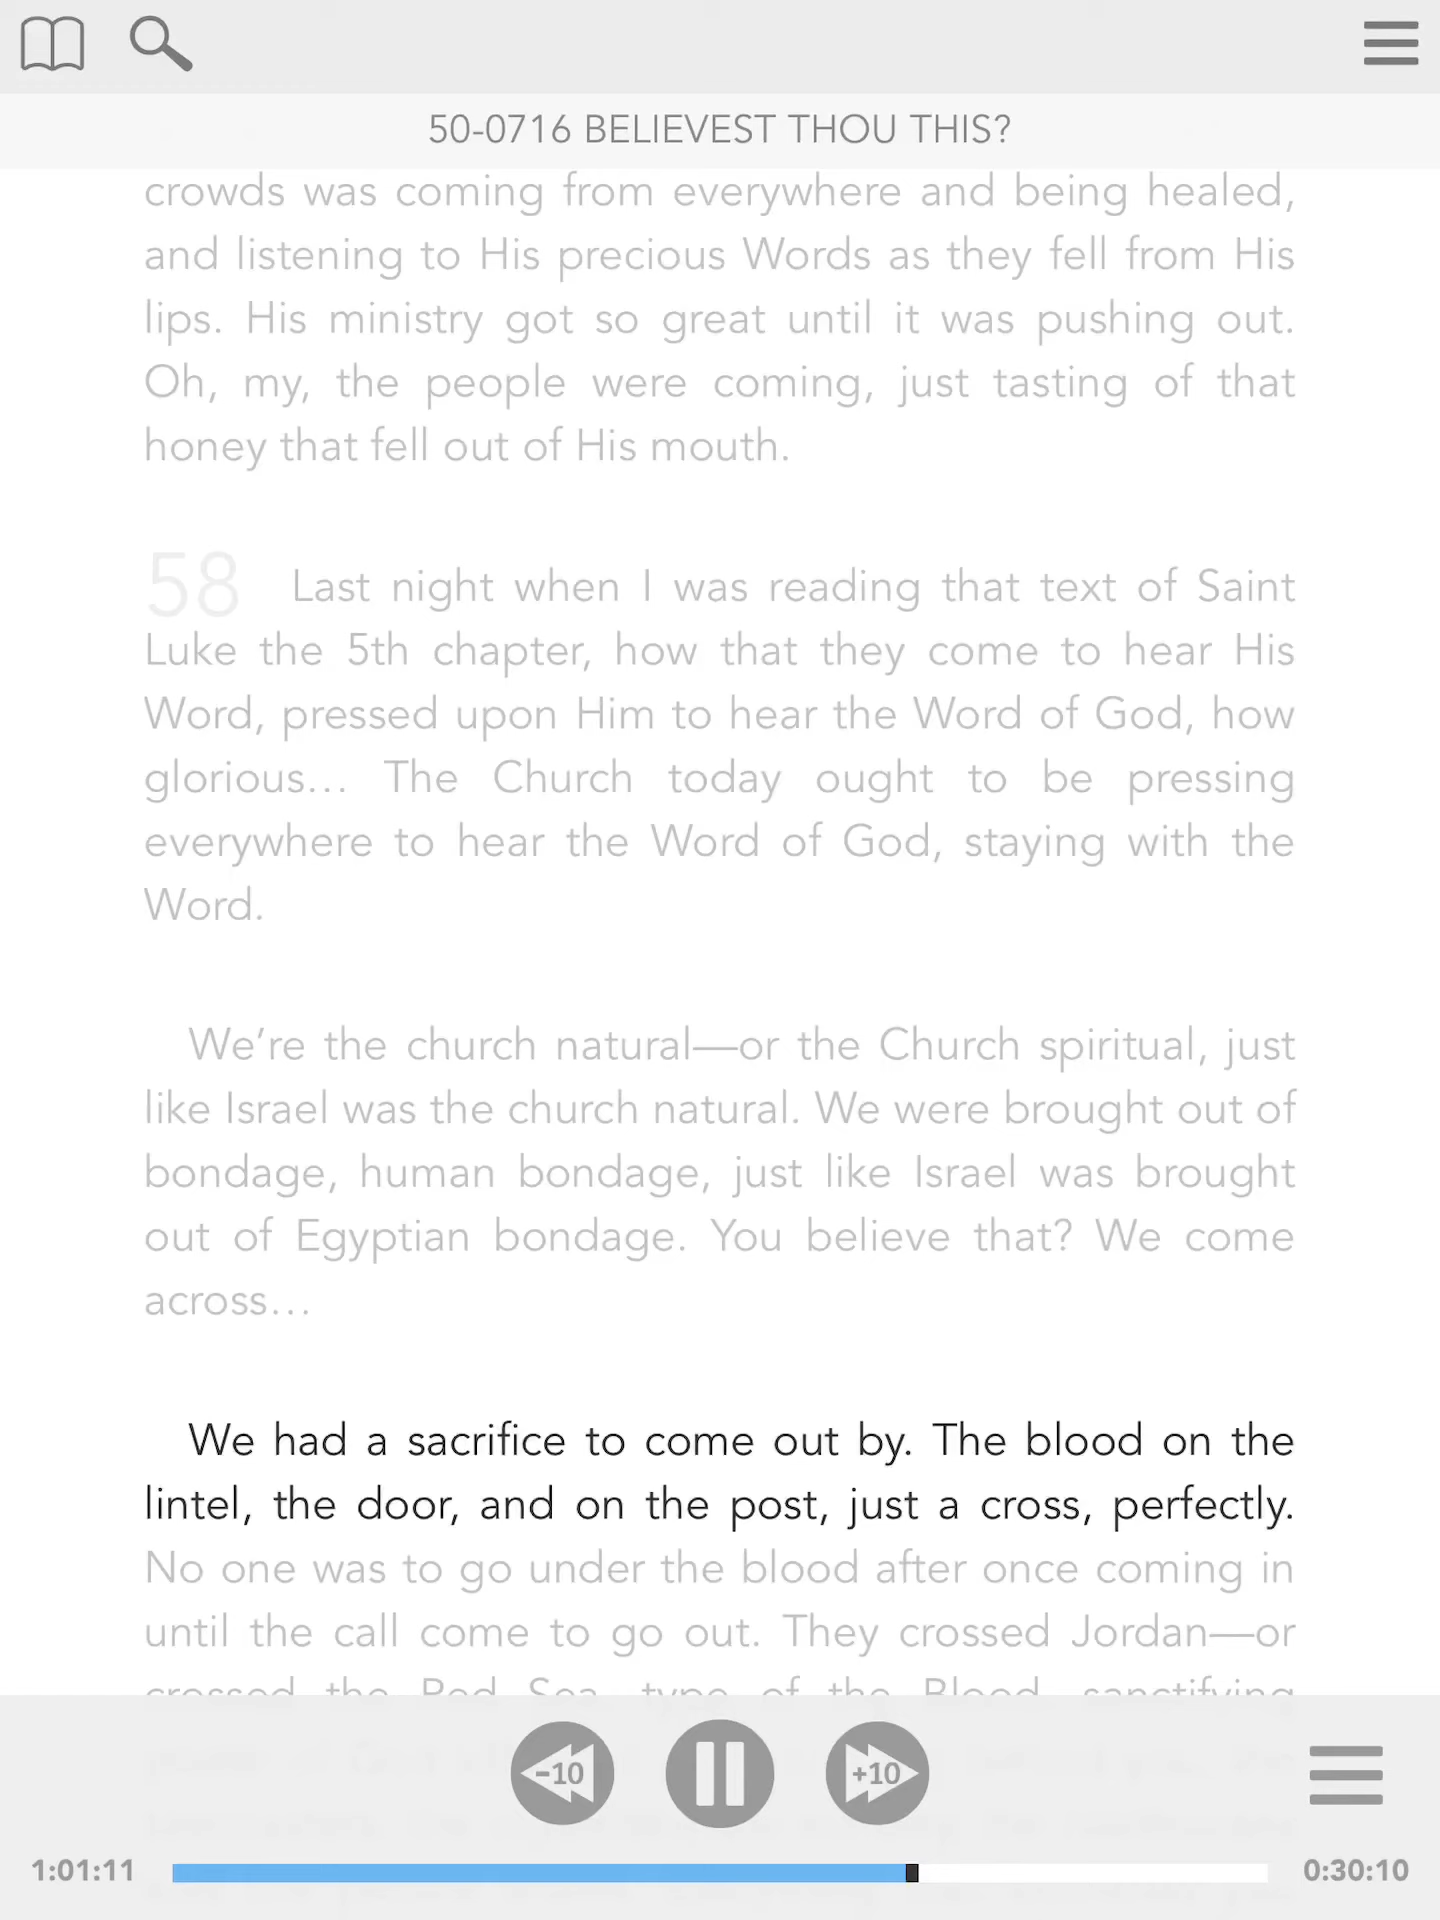 50-0716 BELIEVEST THOU THIS?
crowds was coming from everywhere and being healed,
and listening to His precious Words as they fell from His
lips. His ministry got so great until it was pushing out.
Oh, my, the people were coming, just tasting of that
honey that fell out of His mouth.
58 Last night when I was reading that text of Saint
Luke the 5th chapter, how that they come to hear His
Word, pressed upon Him to hear the Word of God, how
glorious… The Church today ought to be pressing
everywhere to hear the Word of God, staying with the
Word.
We’re the church natural—or the Church spiritual, just
like Israel was the church natural. We were brought out of
bondage, human bondage, just like Israel was brought
out of Egyptian bondage. You believe that? We come
across…
We had a sacrifice to come out by. The blood on the
lintel, the door, and on the post, just a cross, perfectly.
No one was to go under the blood after once coming in
until the call come to go out. They crossed Jordan—or
crossed the Red Sea, type of the Blood, sanctifying
-10 +10
1:01:11 0:30:10